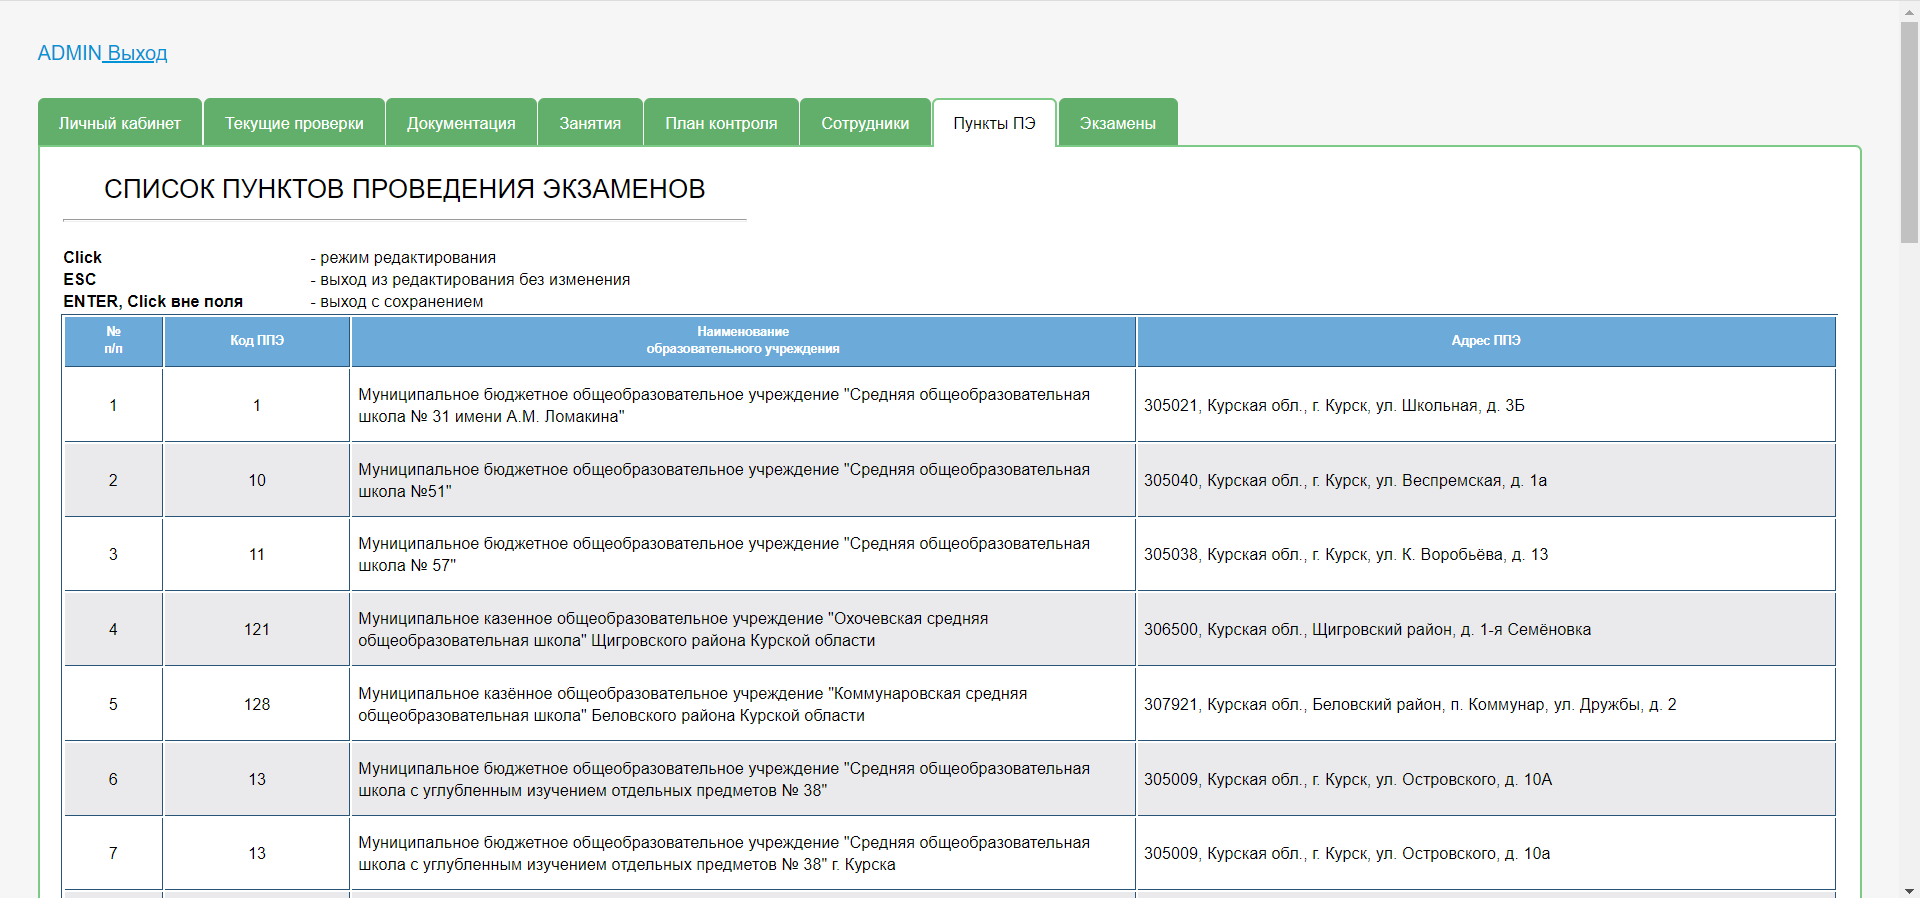 ADMIN Выход
Личный кабинет
Текущие проверки
Документация
Занятия
План контроля
Сотрудники
Пункты ПЭ
Экзамены
СПИСОК ПУНКТОВ ПРОВЕДЕНИЯ ЭКЗАМЕНОВ
Click - режим редактирования
ESC - выход из редактирования без изменения
ENTER, Click вне поля - выход с сохранением
№
п/п
Код ППЭ
Наименование
образовательного учреждения
Адрес ППЭ
1
1
Муниципальное бюджетное общеобразовательное учреждение "Средняя общеобразовательная
школа № 31 имени А.М. Ломакина"
305021, Курская обл., г. Курск, ул. Школьная, д. 3Б
2
10
Муниципальное бюджетное общеобразовательное учреждение "Средняя общеобразовательная
школа №51"
305040, Курская обл., г. Курск, ул. Веспремская, д. 1а
3
11
Муниципальное бюджетное общеобразовательное учреждение "Средняя общеобразовательная
школа № 57"
305038, Курская обл., г. Курск, ул. К. Воробьёва, д. 13
4
121
Муниципальное казенное общеобразовательное учреждение "Охочевская средняя
общеобразовательная школа" Щигровского района Курской области
306500, Курская обл., Щигровский район, д. 1-я Семёновка
5
128
Муниципальное казённое общеобразовательное учреждение "Коммунаровская средняя
общеобразовательная школа" Беловского района Курской области
307921, Курская обл., Беловский район, п. Коммунар, ул. Дружбы, д. 2
6
13
Муниципальное бюджетное общеобразовательное учреждение "Средняя общеобразовательная
школа с углубленным изучением отдельных предметов № 38"
305009, Курская обл., г. Курск, ул. Островского, д. 10А
7
13
Муниципальное бюджетное общеобразовательное учреждение "Средняя общеобразовательная
школа с углубленным изучением отдельных предметов № 38" г. Курска
305009, Курская обл., г. Курск, ул. Островского, д. 10а